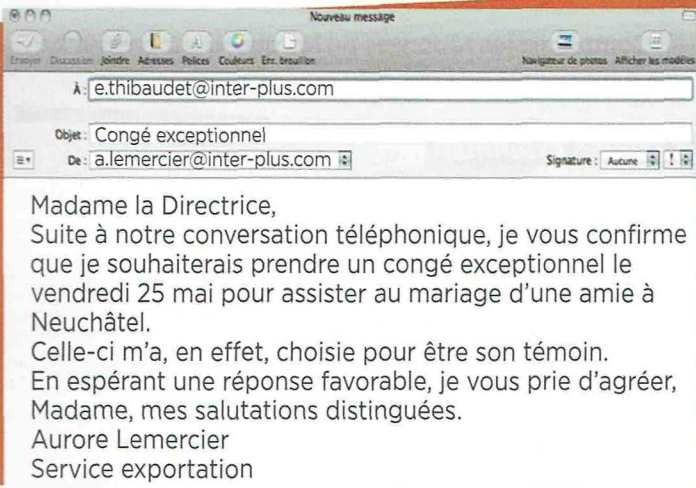 Nouveau message
Envoyer Discussion Joindre Adresses Polices Couleurs Enr. brouillon Navigateur de photos Afficher les modèles
À : e.thibaudet@inter-plus.com
Objet : Congé exceptionnel
De : a.lemercier@inter-plus.com Signature : Aucune !
Madame la Directrice,
Suite à notre conversation téléphonique, je vous confirme
que je souhaiterais prendre un congé exceptionnel le
vendredi 25 mai pour assister au mariage d'une amie à
Neuchâtel.
Celle-ci m'a, en effet, choisie pour être son témoin.
En espérant une réponse favorable, je vous prie d'agréer,
Madame, mes salutations distinguées.
Aurore Lemercier
Service exportation